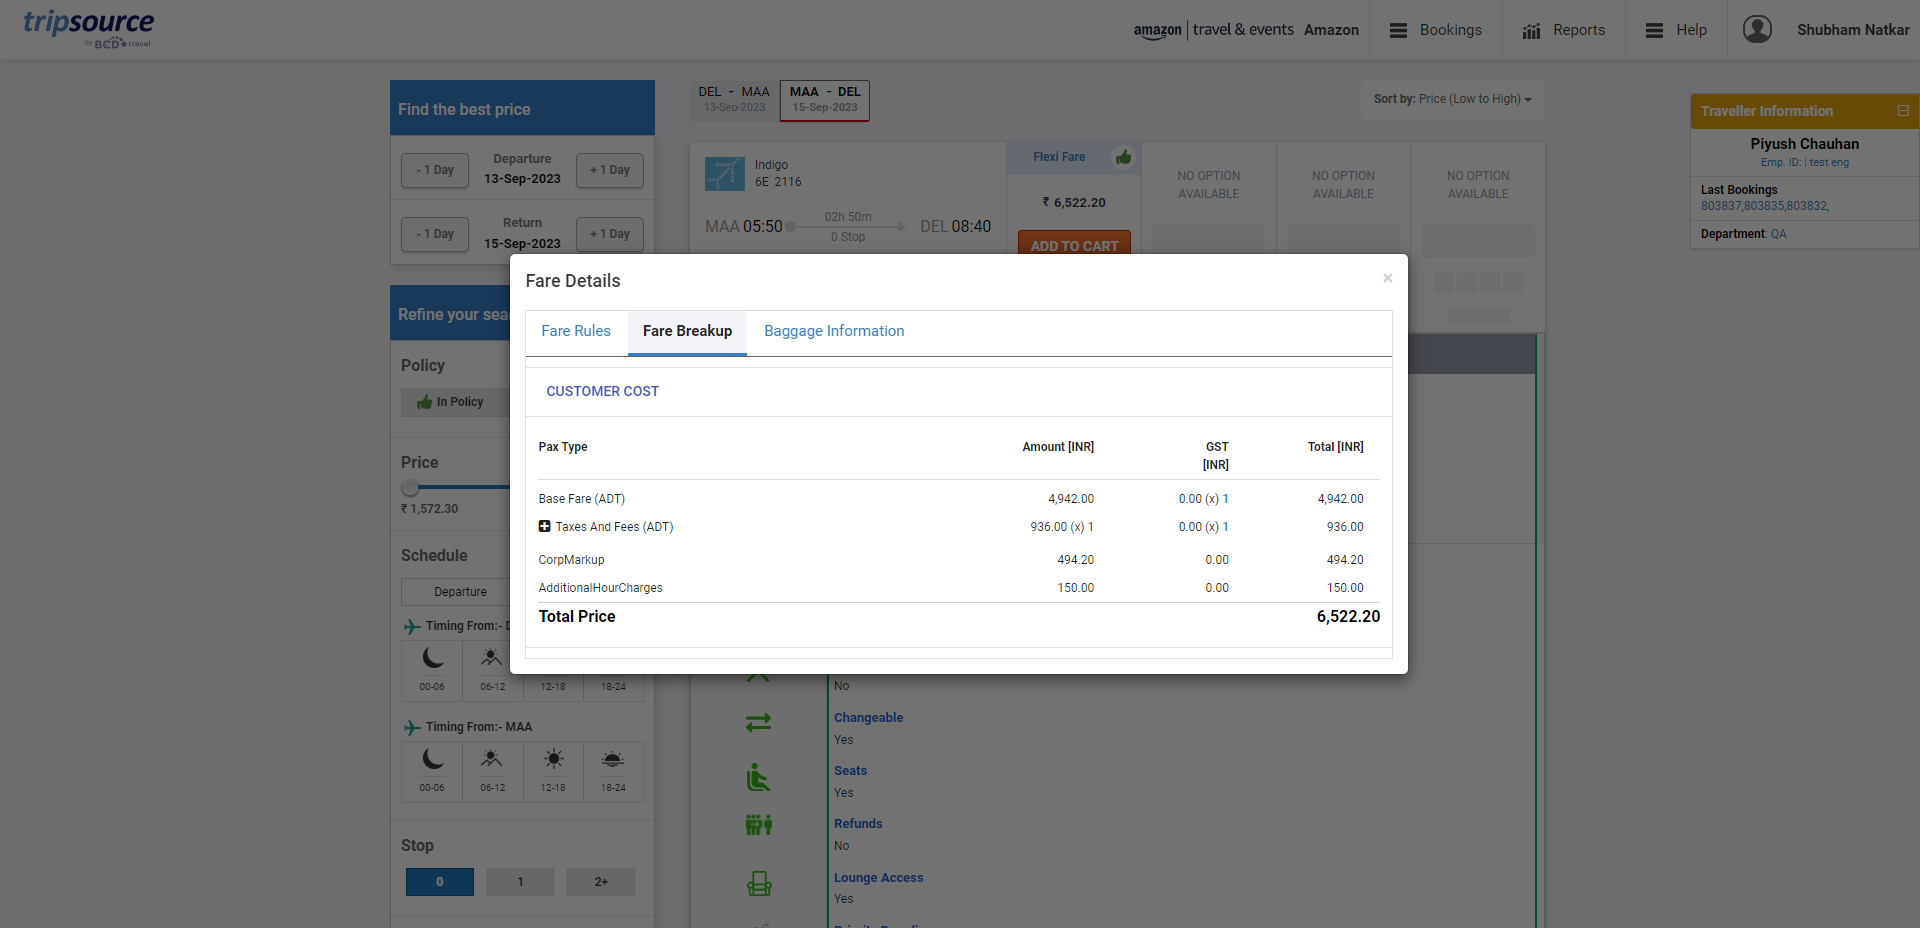 tripsource
by BCD travel
amazon | travel & events Amazon
Bookings
Reports
Help
Shubham Natkar
Find the best price
- 1 Day
Departure
13-Sep-2023
+ 1 Day
- 1 Day
Return
15-Sep-2023
+ 1 Day
DEL - MAA
13-Sep-2023
MAA - DEL
15-Sep-2023
Sort by: Price (Low to High)
Traveller Information
Piyush Chauhan
Emp. ID: | test eng
Last Bookings
803837,803835,803832,
Department: QA
Indigo
6E 2116
MAA 05:50
02h 50m
0 Stop
DEL 08:40
Flexi Fare
₹ 6,522.20
ADD TO CART
NO OPTION
AVAILABLE
NO OPTION
AVAILABLE
NO OPTION
AVAILABLE
Refine your sea
Policy
In Policy
Price
₹ 1,572.30
Schedule
Departure
Timing From:-
00-06
06-12
12-18
18-24
Timing From:- MAA
00-06
06-12
12-18
18-24
Stop
0
1
2+
Fare Details
×
Fare Rules
Fare Breakup
Baggage Information
CUSTOMER COST
Pax Type Amount [INR] GST [INR] Total [INR]
Base Fare (ADT) 4,942.00 0.00 (x) 1 4,942.00
Taxes And Fees (ADT) 936.00 (x) 1 0.00 (x) 1 936.00
CorpMarkup 494.20 0.00 494.20
AdditionalHourCharges 150.00 0.00 150.00
Total Price 6,522.20
No
Changeable
Yes
Seats
Yes
Refunds
No
Lounge Access
Yes